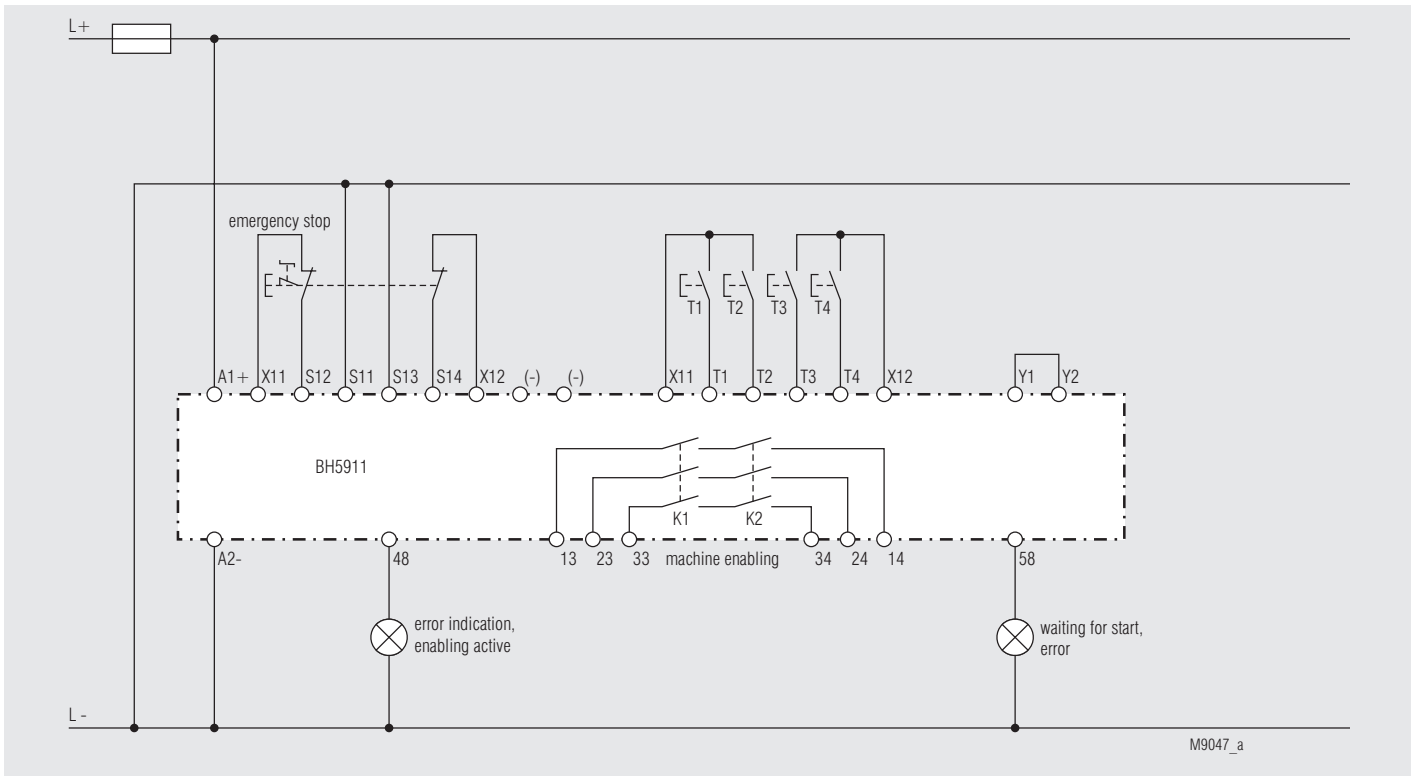 L+
emergency stop
T1 T2 T3 T4
A1+ X11 S12 S11 S13 S14 X12 (-) (-) X11 T1 T2 T3 T4 X12 Y1 Y2
BH5911
K1 K2
A2- 48 13 23 33 machine enabling 34 24 14 58
error indication,
enabling active
waiting for start,
error
L -
M9047_a